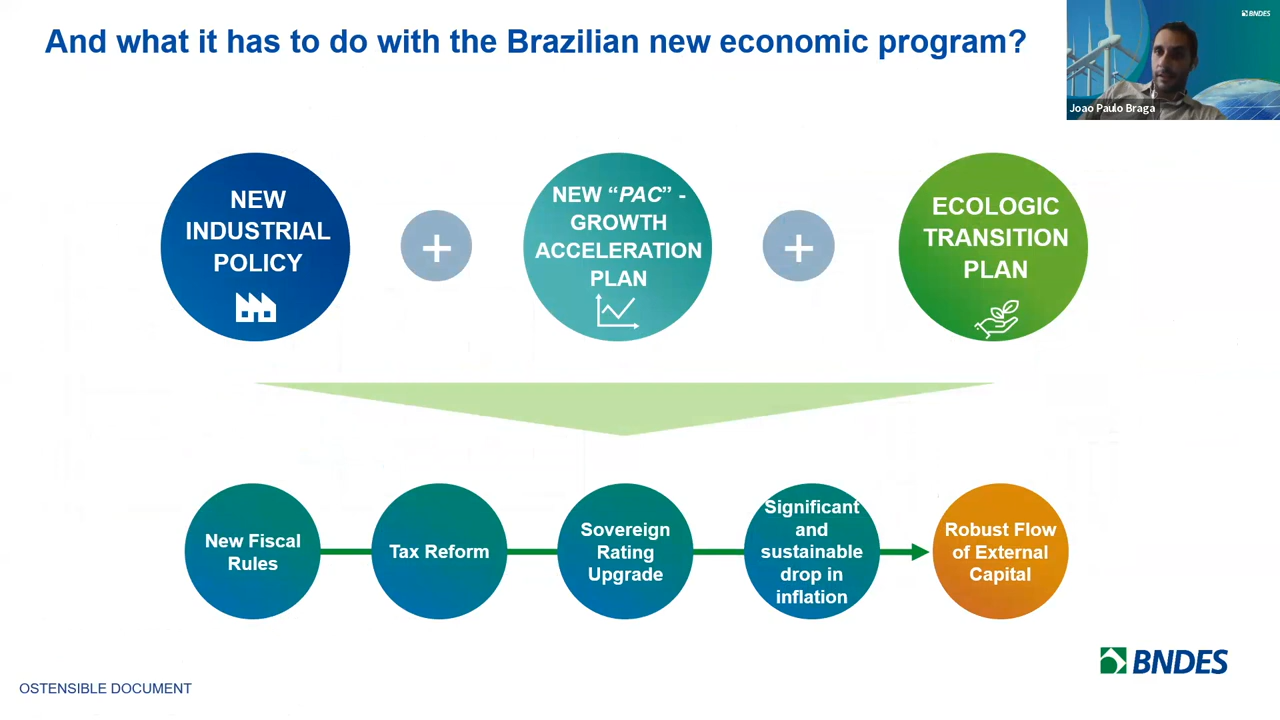 And what it has to do with the Brazilian new economic program?
BNDES
Joao Paulo Braga
NEW
INDUSTRIAL
POLICY
+
NEW “PAC” -
GROWTH
ACCELERATION
PLAN
+
ECOLOGIC
TRANSITION
PLAN
New Fiscal
Rules
Tax Reform
Sovereign
Rating
Upgrade
Significant
and
sustainable
drop in
inflation
Robust Flow
of External
Capital
BNDES
OSTENSIBLE DOCUMENT